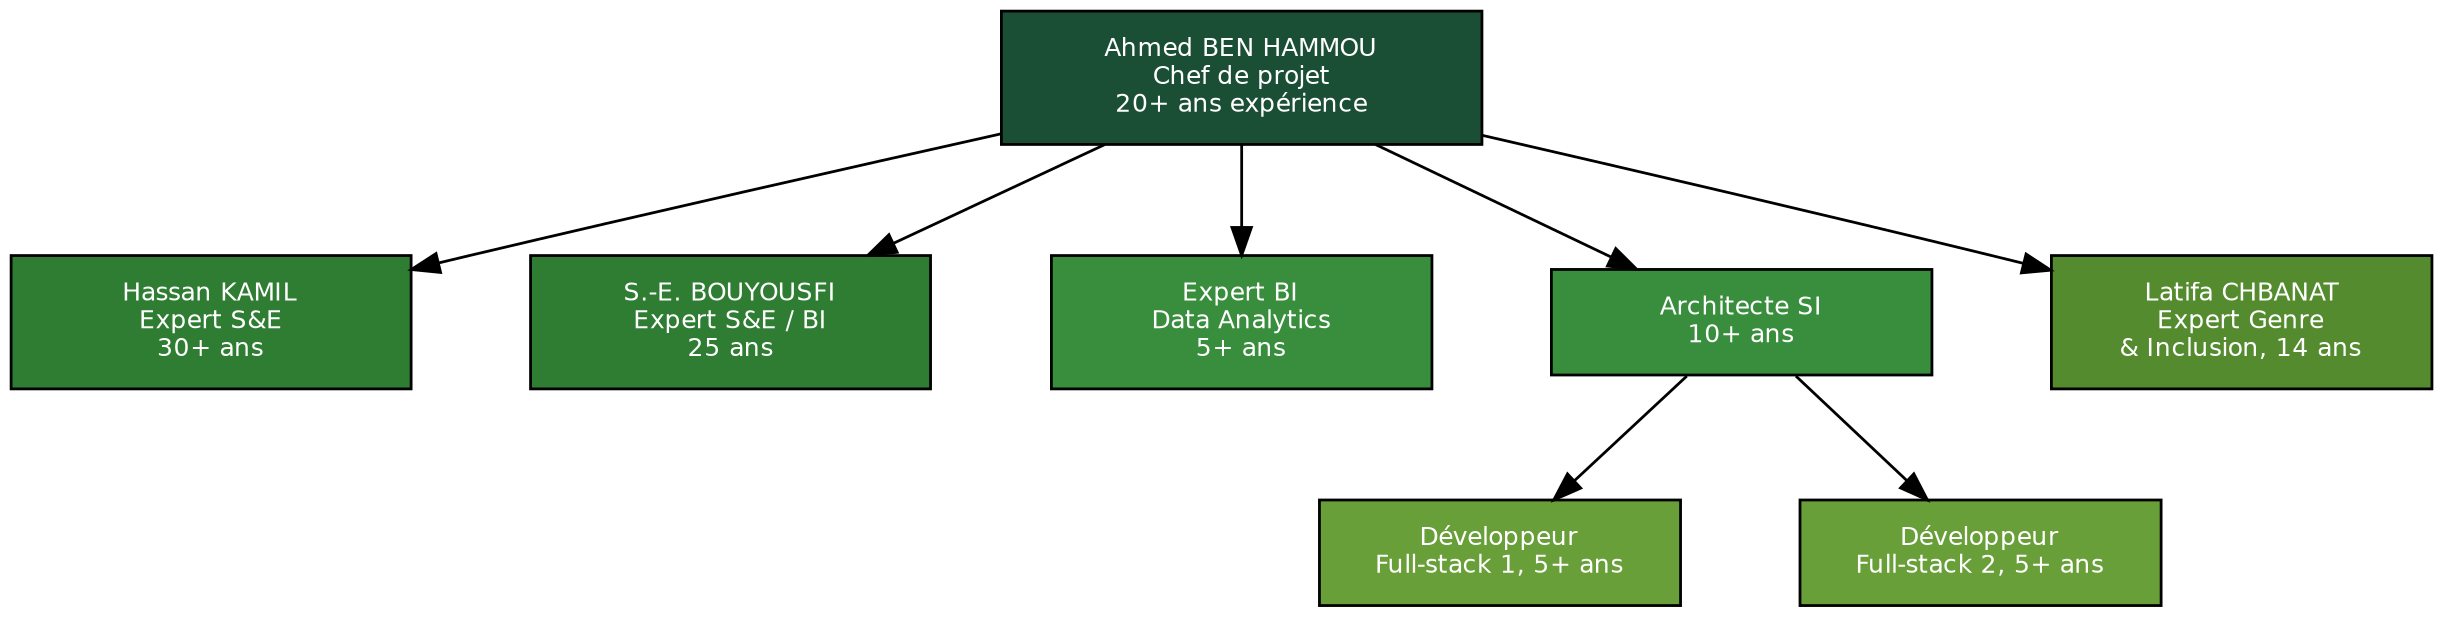 Ahmed BEN HAMMOU
Chef de projet
20+ ans expérience
Hassan KAMIL
Expert S&E
30+ ans
S.-E. BOUYOUSFI
Expert S&E / BI
25 ans
Expert BI
Data Analytics
5+ ans
Architecte SI
10+ ans
Latifa CHBANAT
Expert Genre
& Inclusion, 14 ans
Développeur
Full-stack 1, 5+ ans
Développeur
Full-stack 2, 5+ ans